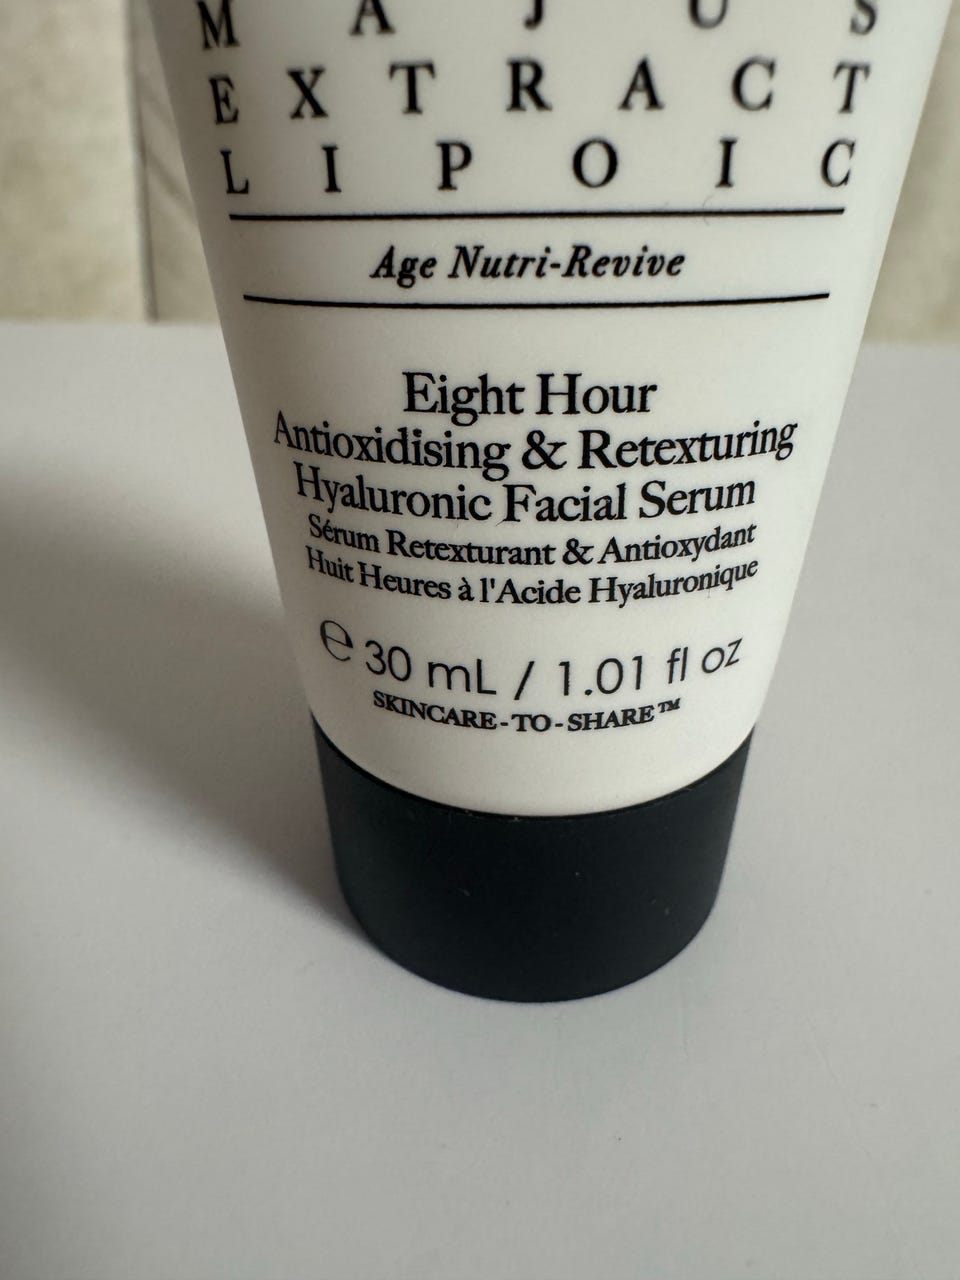 M A J U S
E X T R A C T
L I P O I C
Age Nutri-Revive
Eight Hour
Antioxidising & Retexturing
Hyaluronic Facial Serum
Sérum Retexturant & Antioxydant
Huit Heures à l'Acide Hyaluronique
℮ 30 mL / 1.01 fl oz
SKINCARE-TO-SHARE™